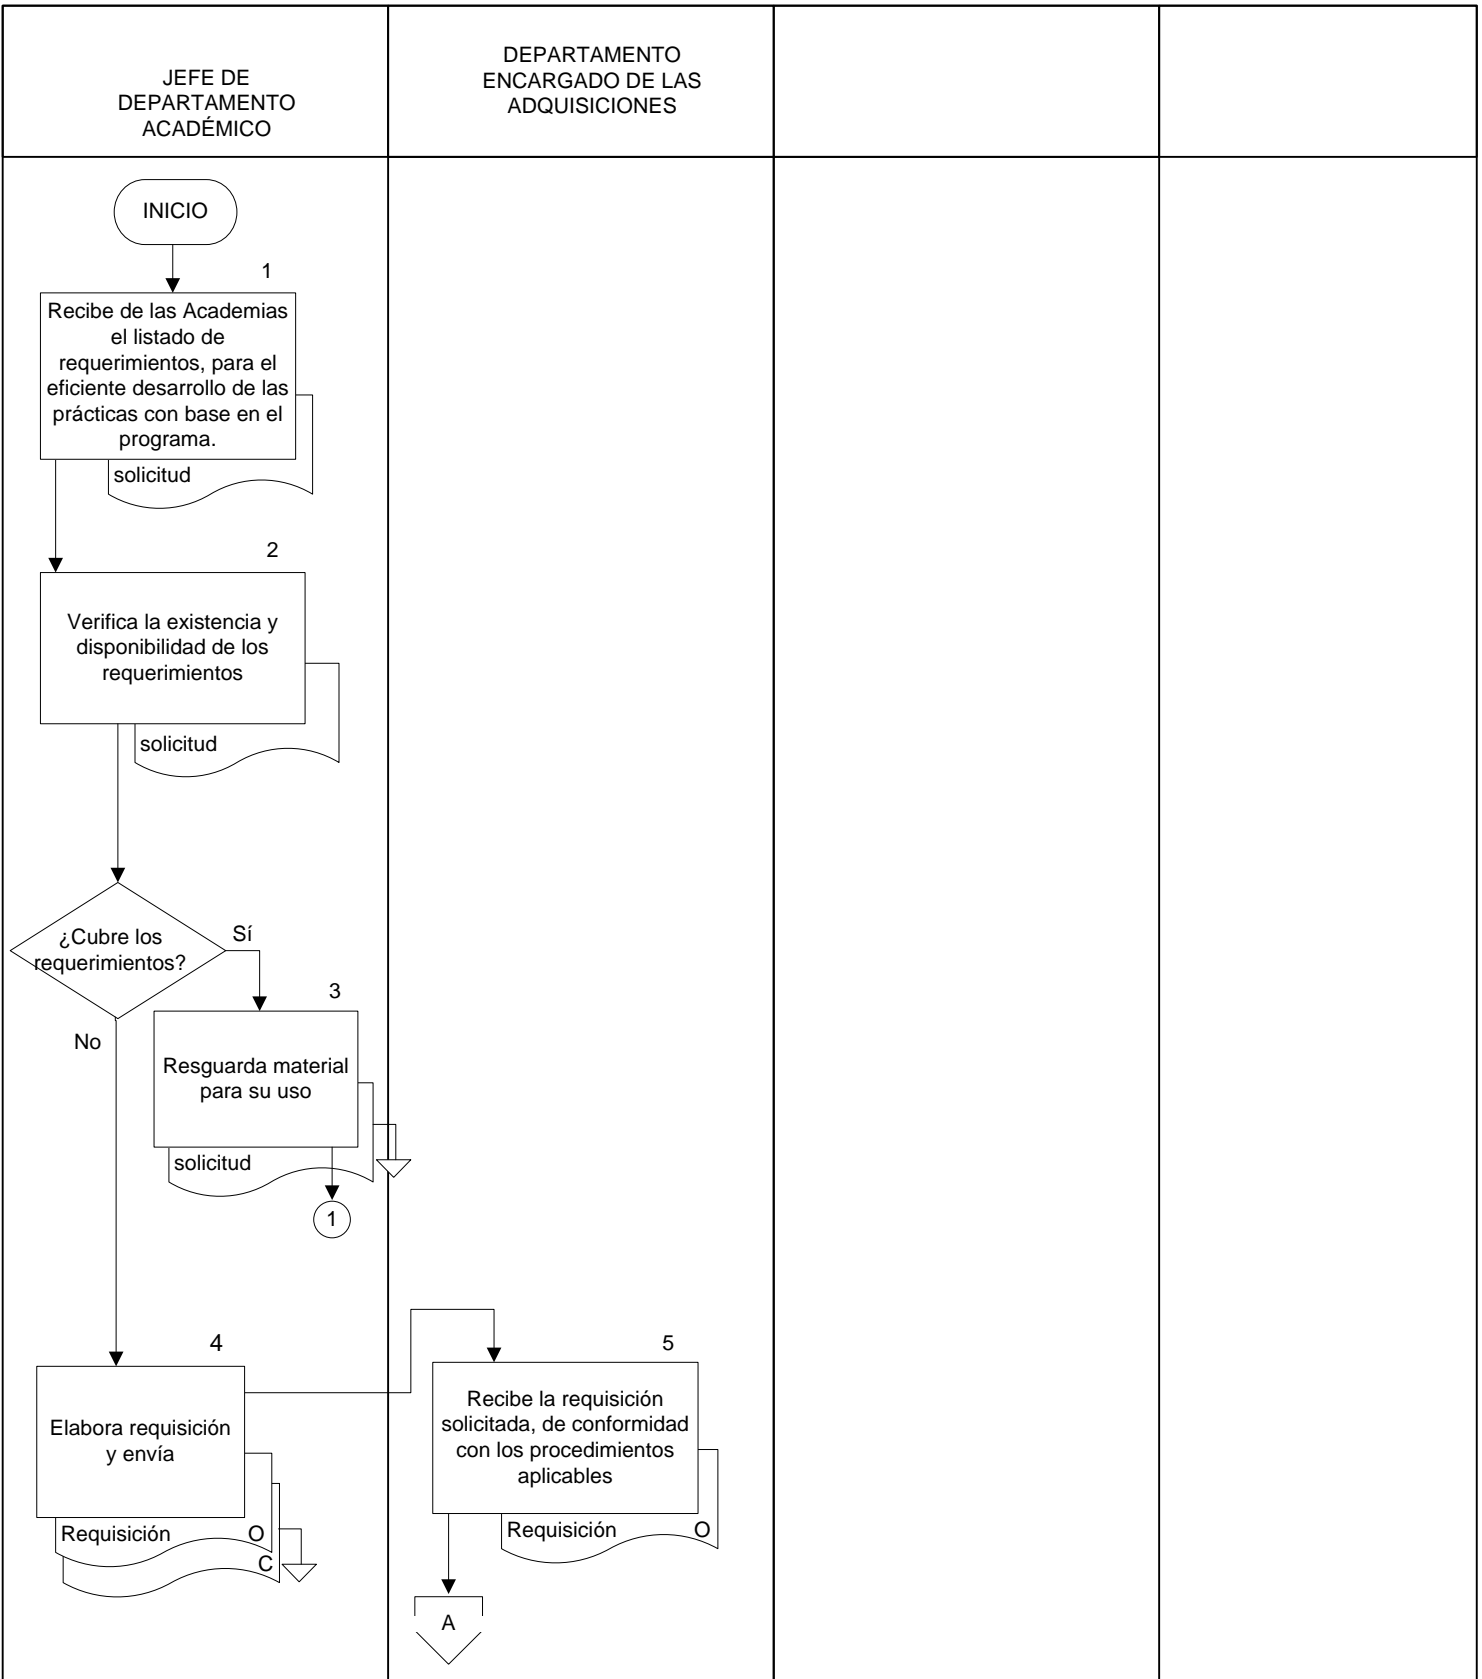 JEFE DE
DEPARTAMENTO
ACADÉMICO
DEPARTAMENTO
ENCARGADO DE LAS
ADQUISICIONES
INICIO
1
Recibe de las Academias
el listado de
requerimientos, para el
eficiente desarrollo de las
prácticas con base en el
programa.
solicitud
2
Verifica la existencia y
disponibilidad de los
requerimientos
solicitud
¿Cubre los
requerimientos?
Sí
No
3
Resguarda material
para su uso
solicitud
1
4
Elabora requisición
y envía
Requisición O
C
5
Recibe la requisición
solicitada, de conformidad
con los procedimientos
aplicables
Requisición O
A